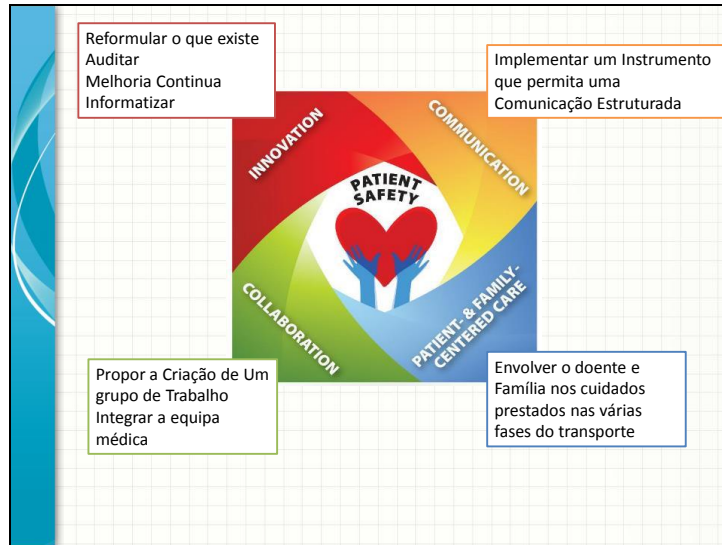 Reformular o que existe
Auditar
Melhoria Continua
Informatizar
Implementar um Instrumento
que permita uma
Comunicação Estruturada
INNOVATION
COMMUNICATION
PATIENT
SAFETY
COLLABORATION
PATIENT- & FAMILY-
CENTERED CARE
Propor a Criação de Um
grupo de Trabalho
Integrar a equipa
médica
Envolver o doente e
Família nos cuidados
prestados nas várias
fases do transporte